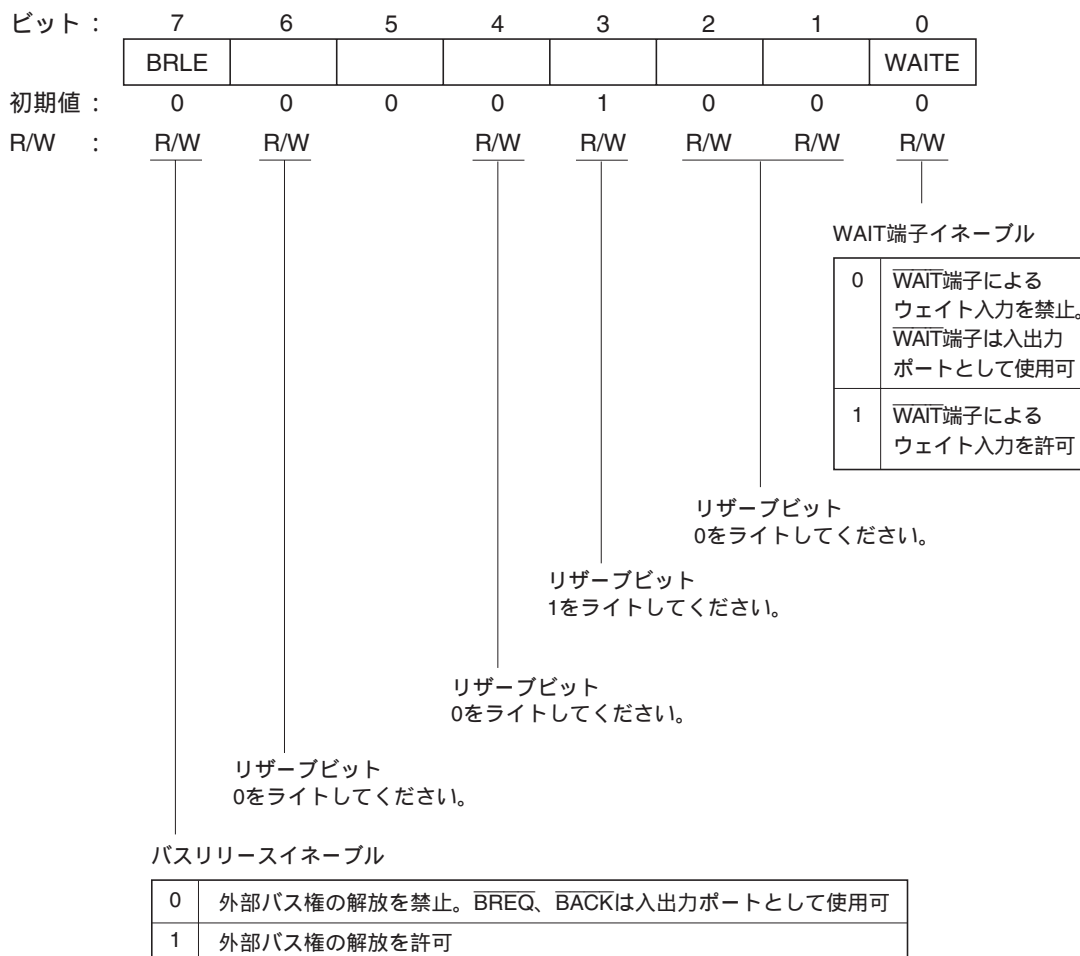 ビット： 7 6 5 4 3 2 1 0
BRLE WAITE
初期値： 0 0 0 0 1 0 0 0
R/W ： R/W R/W R/W R/W R/W R/W R/W
WAIT端子イネーブル
0 WAIT端子による
ウェイト入力を禁止。
WAIT端子は入出力
ポートとして使用可
1 WAIT端子による
ウェイト入力を許可
リザーブビット
0をライトしてください。
リザーブビット
1をライトしてください。
リザーブビット
0をライトしてください。
リザーブビット
0をライトしてください。
バスリリースイネーブル
0 外部バス権の解放を禁止。BREQ、BACKは入出力ポートとして使用可
1 外部バス権の解放を許可